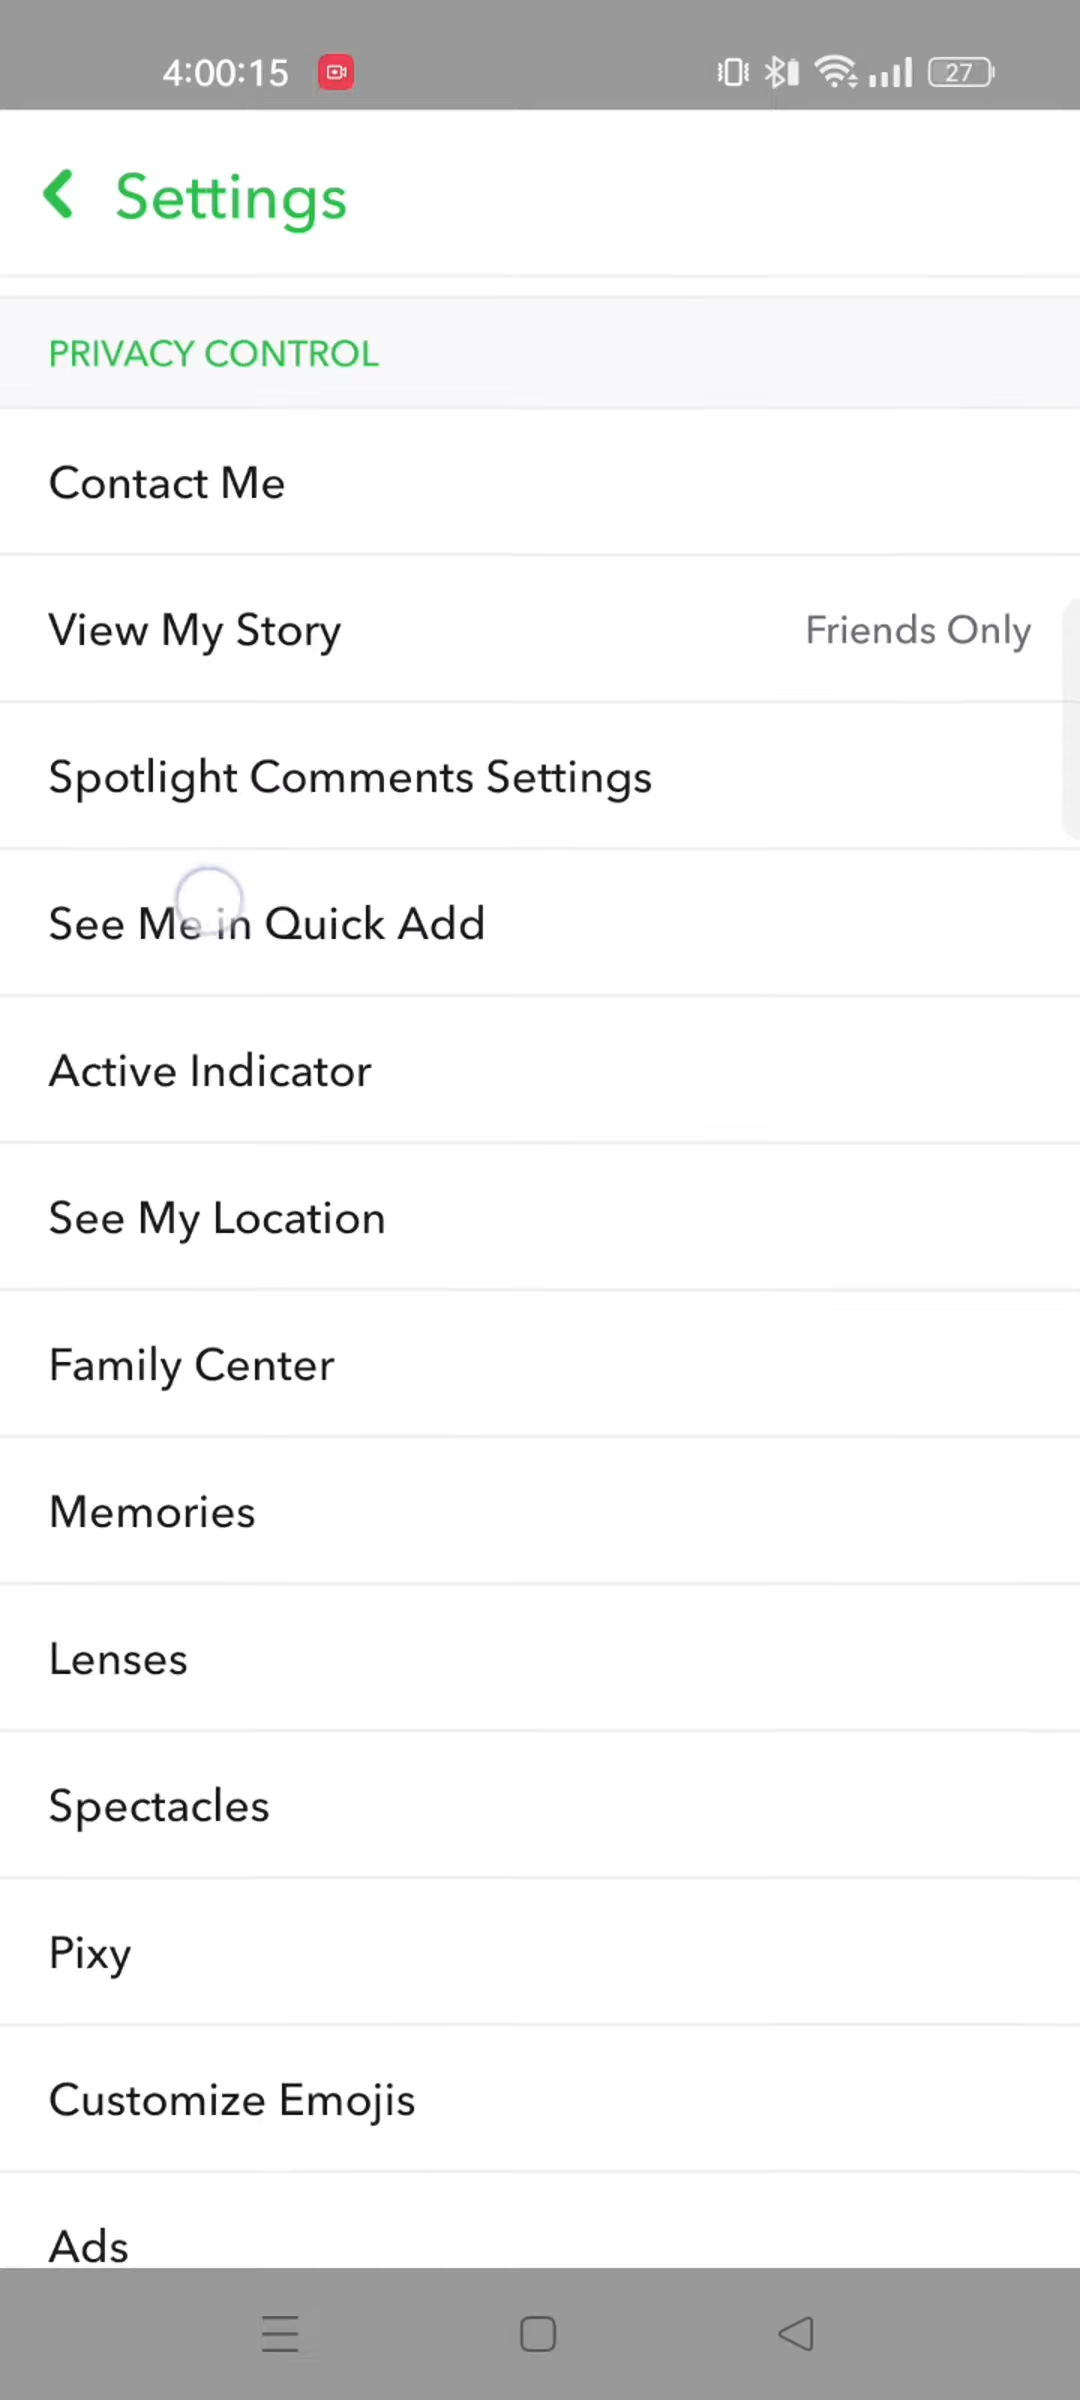 4:00:15
27
Settings
PRIVACY CONTROL
Contact Me
View My Story Friends Only
Spotlight Comments Settings
See Me in Quick Add
Active Indicator
See My Location
Family Center
Memories
Lenses
Spectacles
Pixy
Customize Emojis
Ads